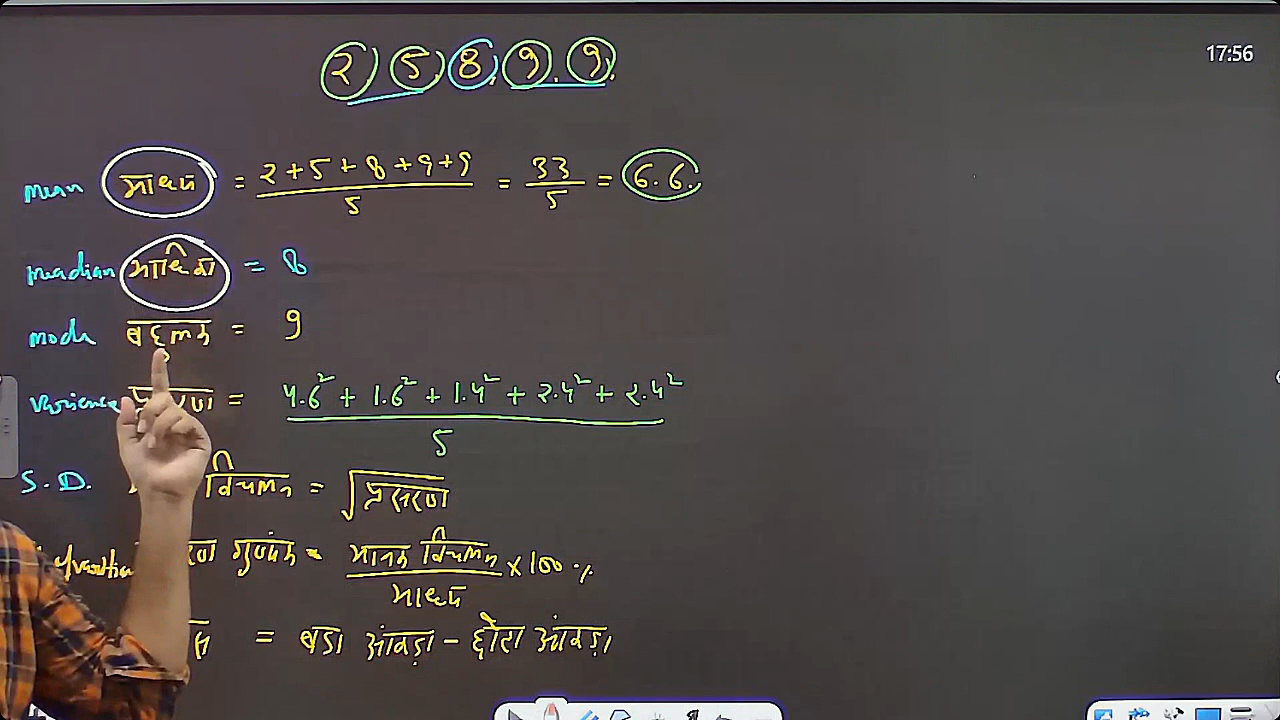 17:56
2, 5, 8, 9, 9,
mean माध्य = 2+5+8+9+9 / 5 = 33 / 5 = 6.6.
median माध्यिका = 8
mode बहुलक = 9
varience = 4.6² + 1.6² + 1.4² + 2.4² + 2.4² / 5
S.D. विचलन = √प्रसरण
गुणांक = मानक विचलन / माध्य × 100 %
= बडा आंकड़ा - छोटा आंकड़ा